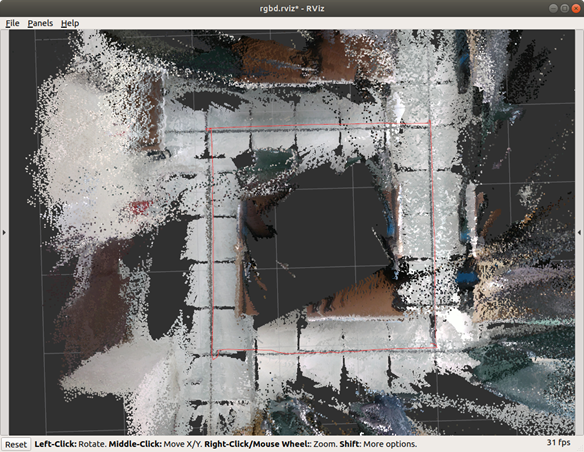 rgbd.rviz* - RViz
File Panels Help
Reset Left-Click: Rotate. Middle-Click: Move X/Y. Right-Click/Mouse Wheel:: Zoom. Shift: More options. 31 fps